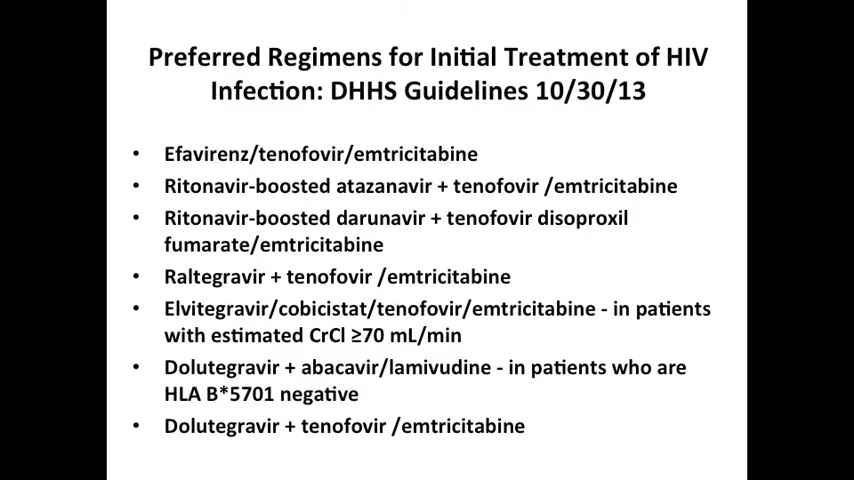 Preferred Regimens for Initial Treatment of HIV
Infection: DHHS Guidelines 10/30/13
• Efavirenz/tenofovir/emtricitabine
• Ritonavir-boosted atazanavir + tenofovir /emtricitabine
• Ritonavir-boosted darunavir + tenofovir disoproxil
fumarate/emtricitabine
• Raltegravir + tenofovir /emtricitabine
• Elvitegravir/cobicistat/tenofovir/emtricitabine - in patients
with estimated CrCl ≥70 mL/min
• Dolutegravir + abacavir/lamivudine - in patients who are
HLA B*5701 negative
• Dolutegravir + tenofovir /emtricitabine